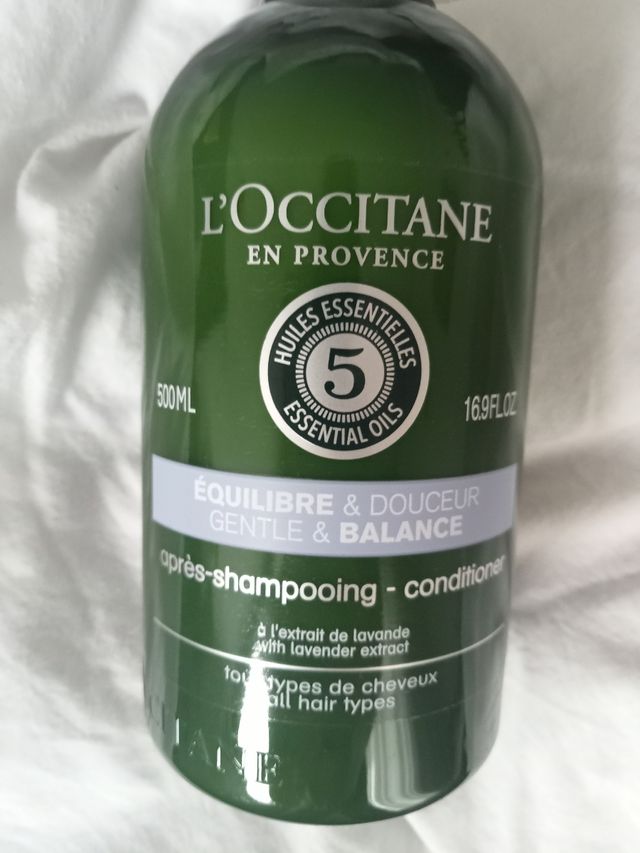 L'OCCITANE
EN PROVENCE
HUILES ESSENTIELLES
5
ESSENTIAL OILS
500ML
16.9FL.OZ
ÉQUILIBRE & DOUCEUR
GENTLE & BALANCE
après-shampooing - conditioner
à l'extrait de lavande
with lavender extract
tous types de cheveux
all hair types